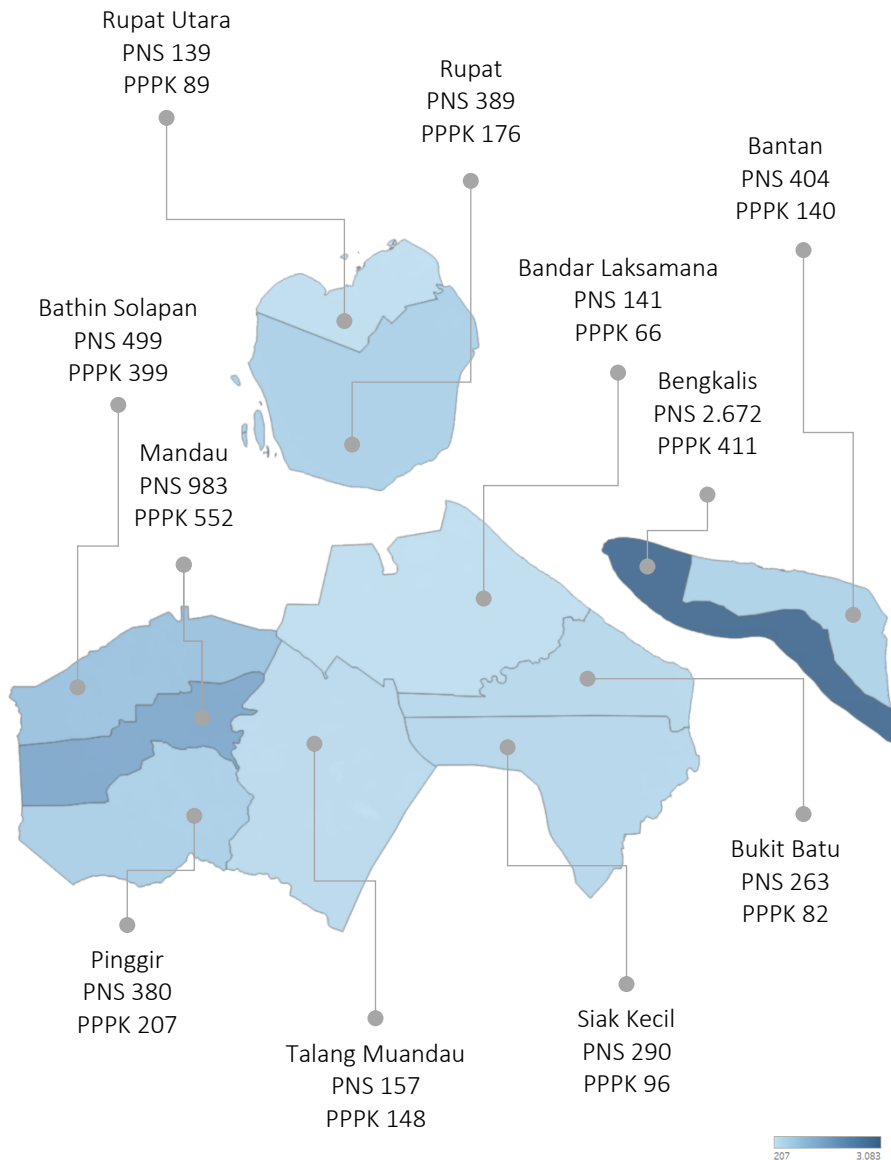 Rupat Utara
PNS 139
PPPK 89
Rupat
PNS 389
PPPK 176
Bantan
PNS 404
PPPK 140
Bandar Laksamana
PNS 141
PPPK 66
Bathin Solapan
PNS 499
PPPK 399
Bengkalis
PNS 2.672
PPPK 411
Mandau
PNS 983
PPPK 552
Bukit Batu
PNS 263
PPPK 82
Pinggir
PNS 380
PPPK 207
Siak Kecil
PNS 290
PPPK 96
Talang Muandau
PNS 157
PPPK 148
207 3.083